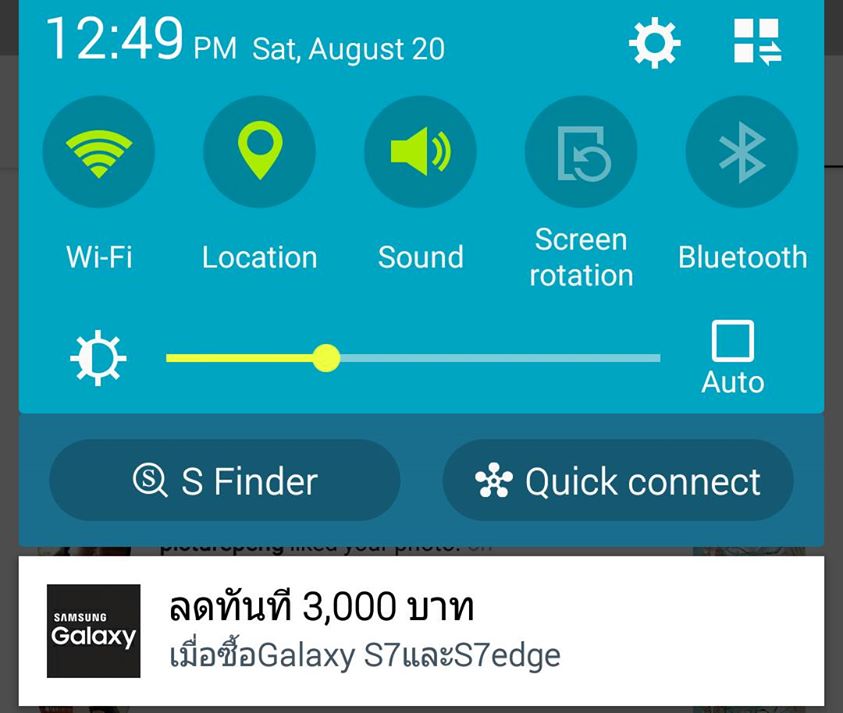 12:49 PM Sat, August 20
Wi-Fi
Location
Sound
Screen
rotation
Bluetooth
Auto
S Finder
Quick connect
liked your photo.
SAMSUNG
Galaxy
ลดทันที 3,000 บาท
เมื่อซื้อGalaxy S7และS7edge